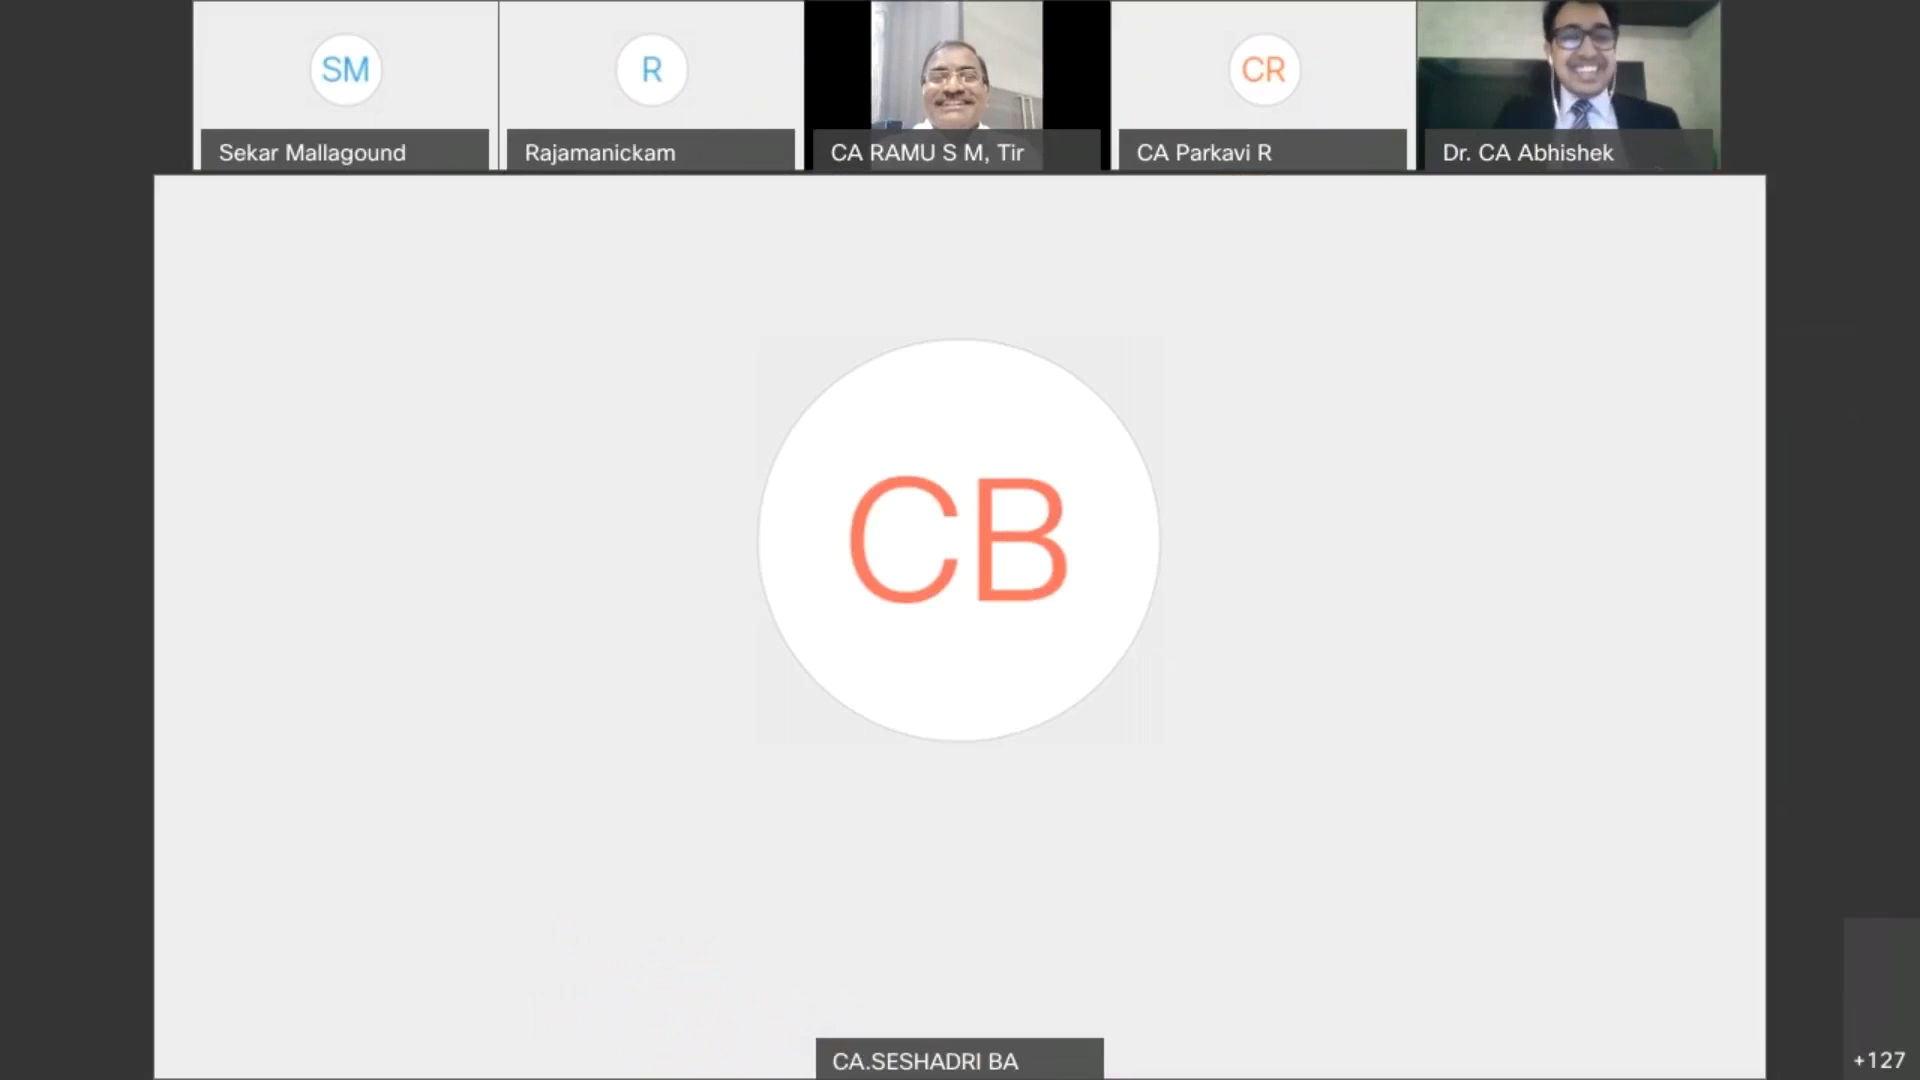 SM
Sekar Mallagound
R
Rajamanickam
CA RAMU S M, Tir
CR
CA Parkavi R
Dr. CA Abhishek
CB
CA.SESHADRI BA
+127